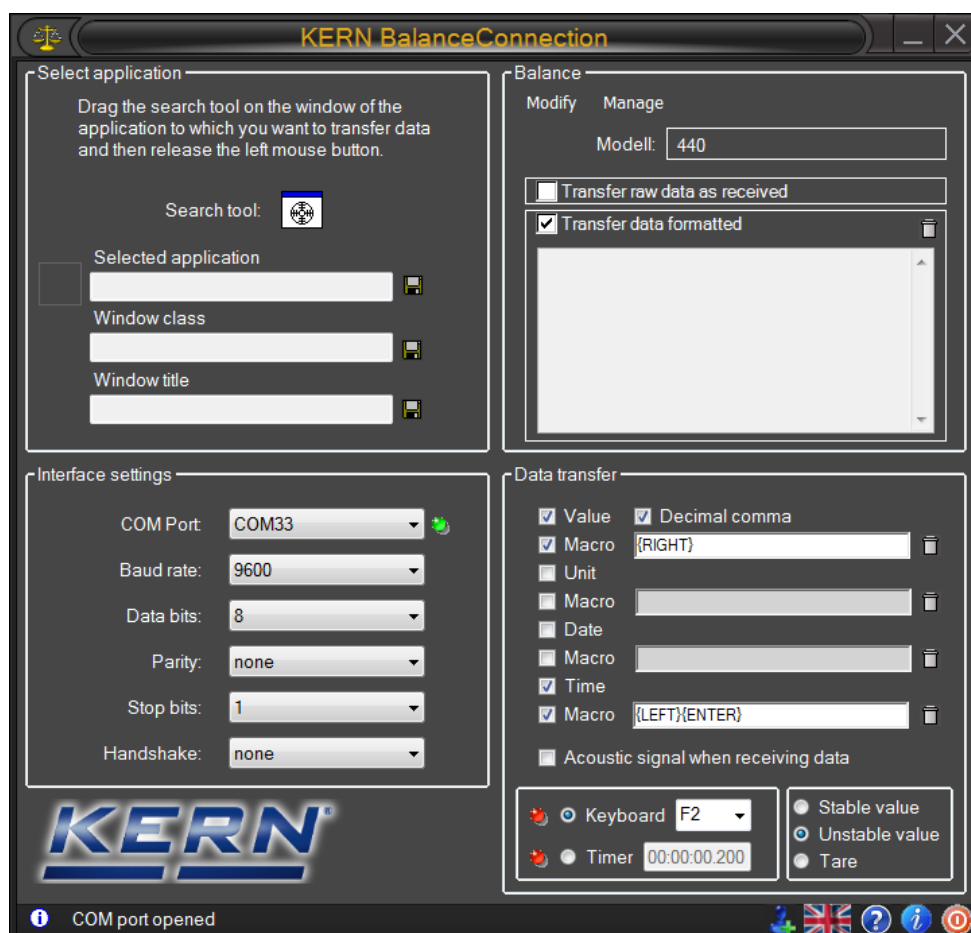 KERN BalanceConnection
Select application
Drag the search tool on the window of the
application to which you want to transfer data
and then release the left mouse button.
Search tool:
Selected application
Window class
Window title
Balance
Modify Manage
Modell: 440
Transfer raw data as received
Transfer data formatted
Interface settings
COM Port: COM33
Baud rate: 9600
Data bits: 8
Parity: none
Stop bits: 1
Handshake: none
Data transfer
Value Decimal comma
Macro {RIGHT}
Unit
Macro
Date
Macro
Time
Macro {LEFT}{ENTER}
Acoustic signal when receiving data
Keyboard F2
Timer 00:00:00.200
Stable value
Unstable value
Tare
KERN®
COM port opened